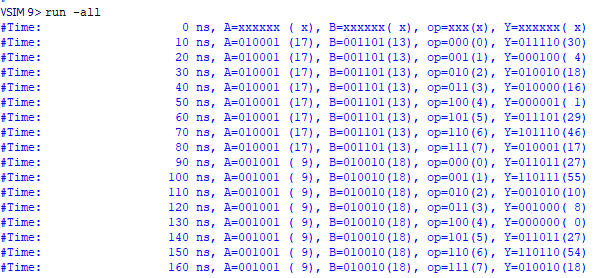 VSIM 9> run -all
#Time:                   0 ns, A=xxxxxx ( x), B=xxxxxx( x), op=xxx(x), Y=xxxxxx( x)
#Time:                  10 ns, A=010001 (17), B=001101(13), op=000(0), Y=011110(30)
#Time:                  20 ns, A=010001 (17), B=001101(13), op=001(1), Y=000100( 4)
#Time:                  30 ns, A=010001 (17), B=001101(13), op=010(2), Y=010010(18)
#Time:                  40 ns, A=010001 (17), B=001101(13), op=011(3), Y=010000(16)
#Time:                  50 ns, A=010001 (17), B=001101(13), op=100(4), Y=000001( 1)
#Time:                  60 ns, A=010001 (17), B=001101(13), op=101(5), Y=011101(29)
#Time:                  70 ns, A=010001 (17), B=001101(13), op=110(6), Y=101110(46)
#Time:                  80 ns, A=010001 (17), B=001101(13), op=111(7), Y=010001(17)
#Time:                  90 ns, A=001001 ( 9), B=010010(18), op=000(0), Y=011011(27)
#Time:                 100 ns, A=001001 ( 9), B=010010(18), op=001(1), Y=110111(55)
#Time:                 110 ns, A=001001 ( 9), B=010010(18), op=010(2), Y=001010(10)
#Time:                 120 ns, A=001001 ( 9), B=010010(18), op=011(3), Y=001000( 8)
#Time:                 130 ns, A=001001 ( 9), B=010010(18), op=100(4), Y=000000( 0)
#Time:                 140 ns, A=001001 ( 9), B=010010(18), op=101(5), Y=011011(27)
#Time:                 150 ns, A=001001 ( 9), B=010010(18), op=110(6), Y=110110(54)
#Time:                 160 ns, A=001001 ( 9), B=010010(18), op=111(7), Y=010010(18)